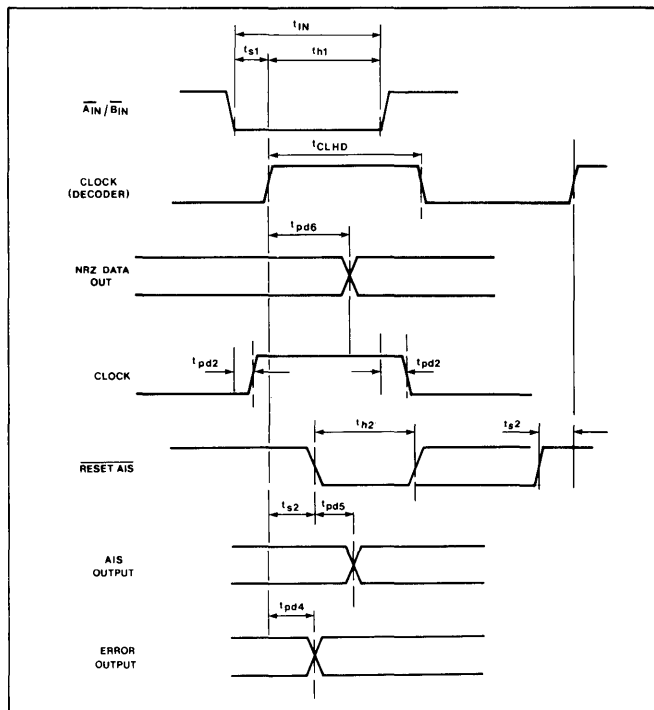 tIN
ts1 th1
AIN/BIN
tCLHD
CLOCK
(DECODER)
tpd6
NRZ DATA
OUT
tpd2 tpd2
CLOCK
th2 ts2
RESET AIS
ts2 tpd5
AIS
OUTPUT
tpd4
ERROR
OUTPUT